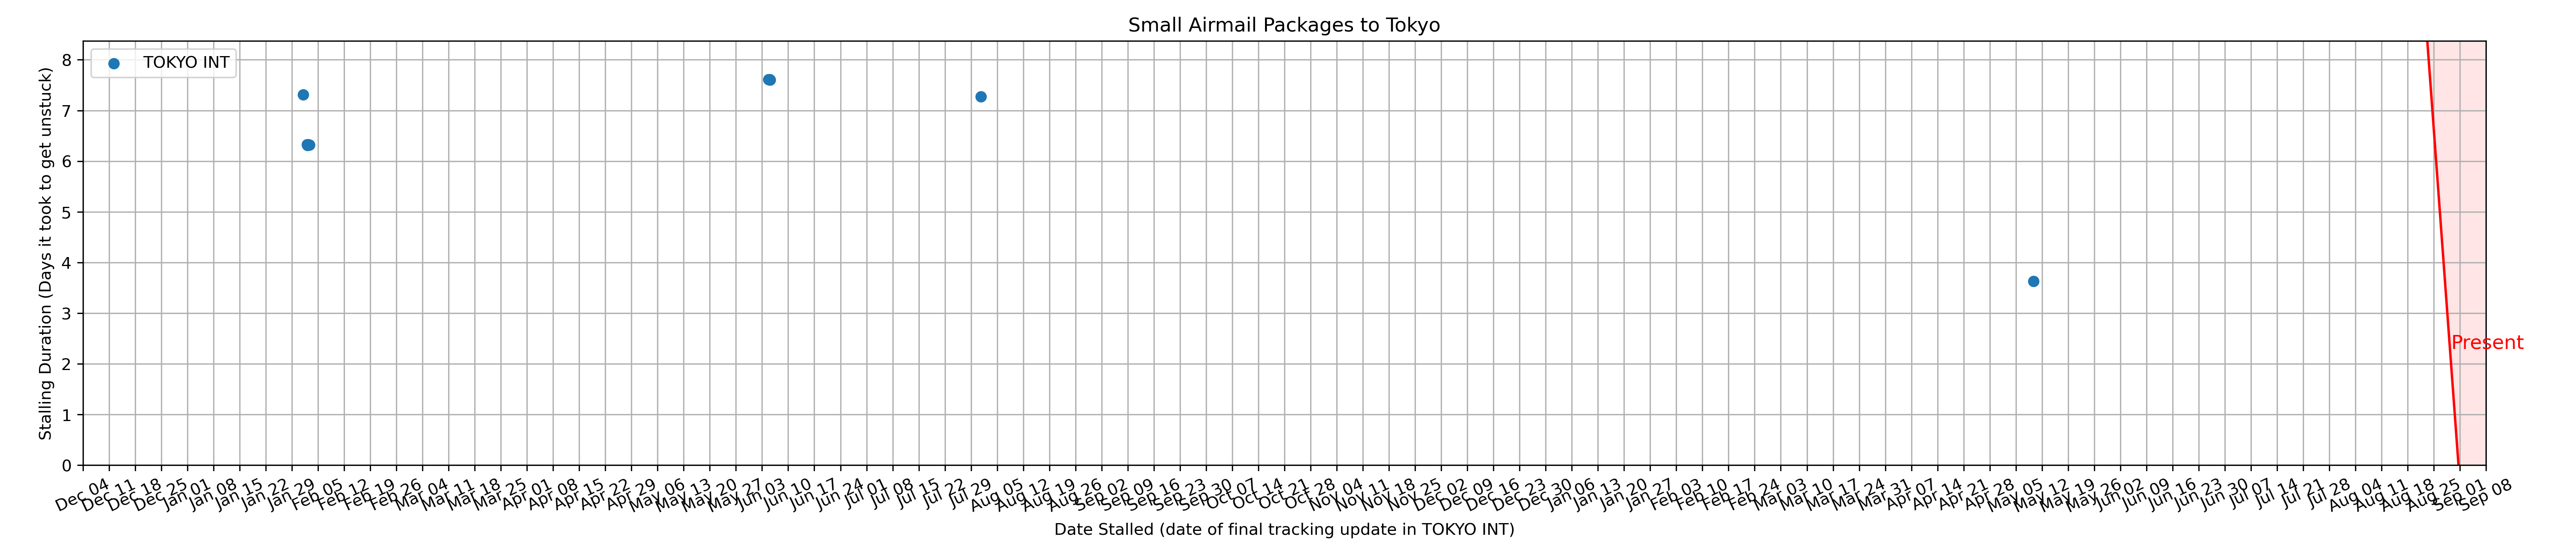 Small Airmail Packages to Tokyo
TOKYO INT
Stalling Duration (Days it took to get unstuck)
8
7
6
5
4
3
2
1
0
Present
Dec 04
Dec 11
Dec 18
Dec 25
Jan 01
Jan 08
Jan 15
Jan 22
Jan 29
Feb 05
Feb 12
Feb 19
Feb 26
Mar 04
Mar 11
Mar 18
Mar 25
Apr 01
Apr 08
Apr 15
Apr 22
Apr 29
May 06
May 13
May 20
May 27
Jun 03
Jun 10
Jun 17
Jun 24
Jul 01
Jul 08
Jul 15
Jul 22
Jul 29
Aug 05
Aug 12
Aug 19
Aug 26
Sep 02
Sep 09
Sep 16
Sep 23
Sep 30
Oct 07
Oct 14
Oct 21
Oct 28
Nov 04
Nov 11
Nov 18
Nov 25
Dec 02
Dec 09
Dec 16
Dec 23
Dec 30
Jan 06
Jan 13
Jan 20
Jan 27
Feb 03
Feb 10
Feb 17
Feb 24
Mar 03
Mar 10
Mar 17
Mar 24
Mar 31
Apr 07
Apr 14
Apr 21
Apr 28
May 05
May 12
May 19
May 26
Jun 02
Jun 09
Jun 16
Jun 23
Jun 30
Jul 07
Jul 14
Jul 21
Jul 28
Aug 04
Aug 11
Aug 18
Aug 25
Sep 01
Sep 08
Date Stalled (date of final tracking update in TOKYO INT)